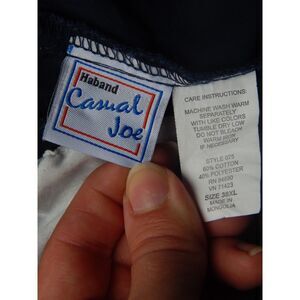 Haband
Casual
Joe
CARE INSTRUCTIONS:
MACHINE WASH WARM
SEPARATELY
WITH LIKE COLORS
TUMBLE DRY LOW
DO NOT BLEACH
WARM IRON
IF NECESSARY
STYLE 075
60% COTTON
40% POLYESTER
RN 84690
VN 71423
SIZE 38XL
MADE IN
MONGOLIA